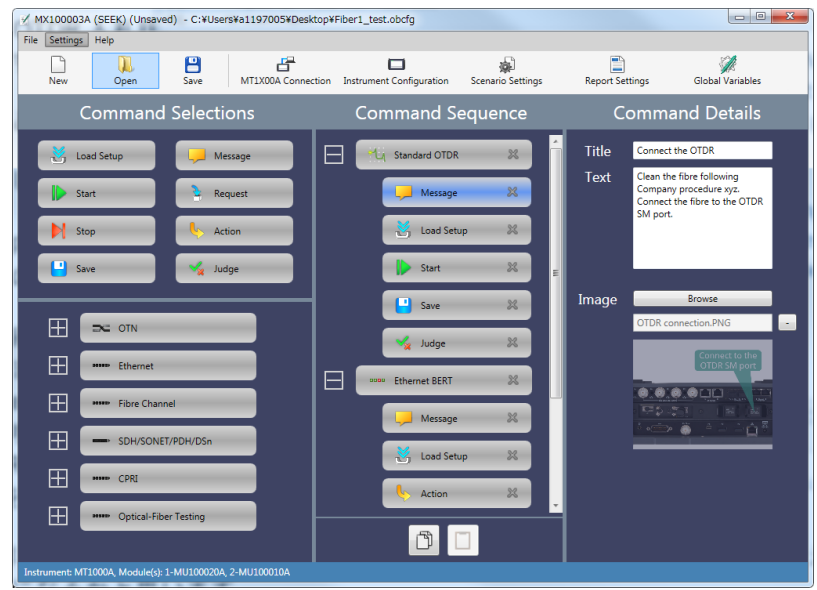 MX100003A (SEEK) (Unsaved) - C:¥Users¥a1197005¥Desktop¥Fiber1_test.obcfg
File Settings Help
New Open Save MT1X00A Connection Instrument Configuration Scenario Settings Report Settings Global Variables
Command Selections
Load Setup Message
Start Request
Stop Action
Save Judge
OTN
Ethernet
Fibre Channel
SDH/SONET/PDH/DSn
CPRI
Optical-Fiber Testing
Command Sequence
Standard OTDR
Message
Load Setup
Start
Save
Judge
Ethernet BERT
Message
Load Setup
Action
Command Details
Title Connect the OTDR
Text Clean the fibre following
Company procedure xyz.
Connect the fibre to the OTDR
SM port.
Image Browse
OTDR connection.PNG -
Connect to the
OTDR SM port
Instrument: MT1000A, Module(s): 1-MU100020A, 2-MU100010A